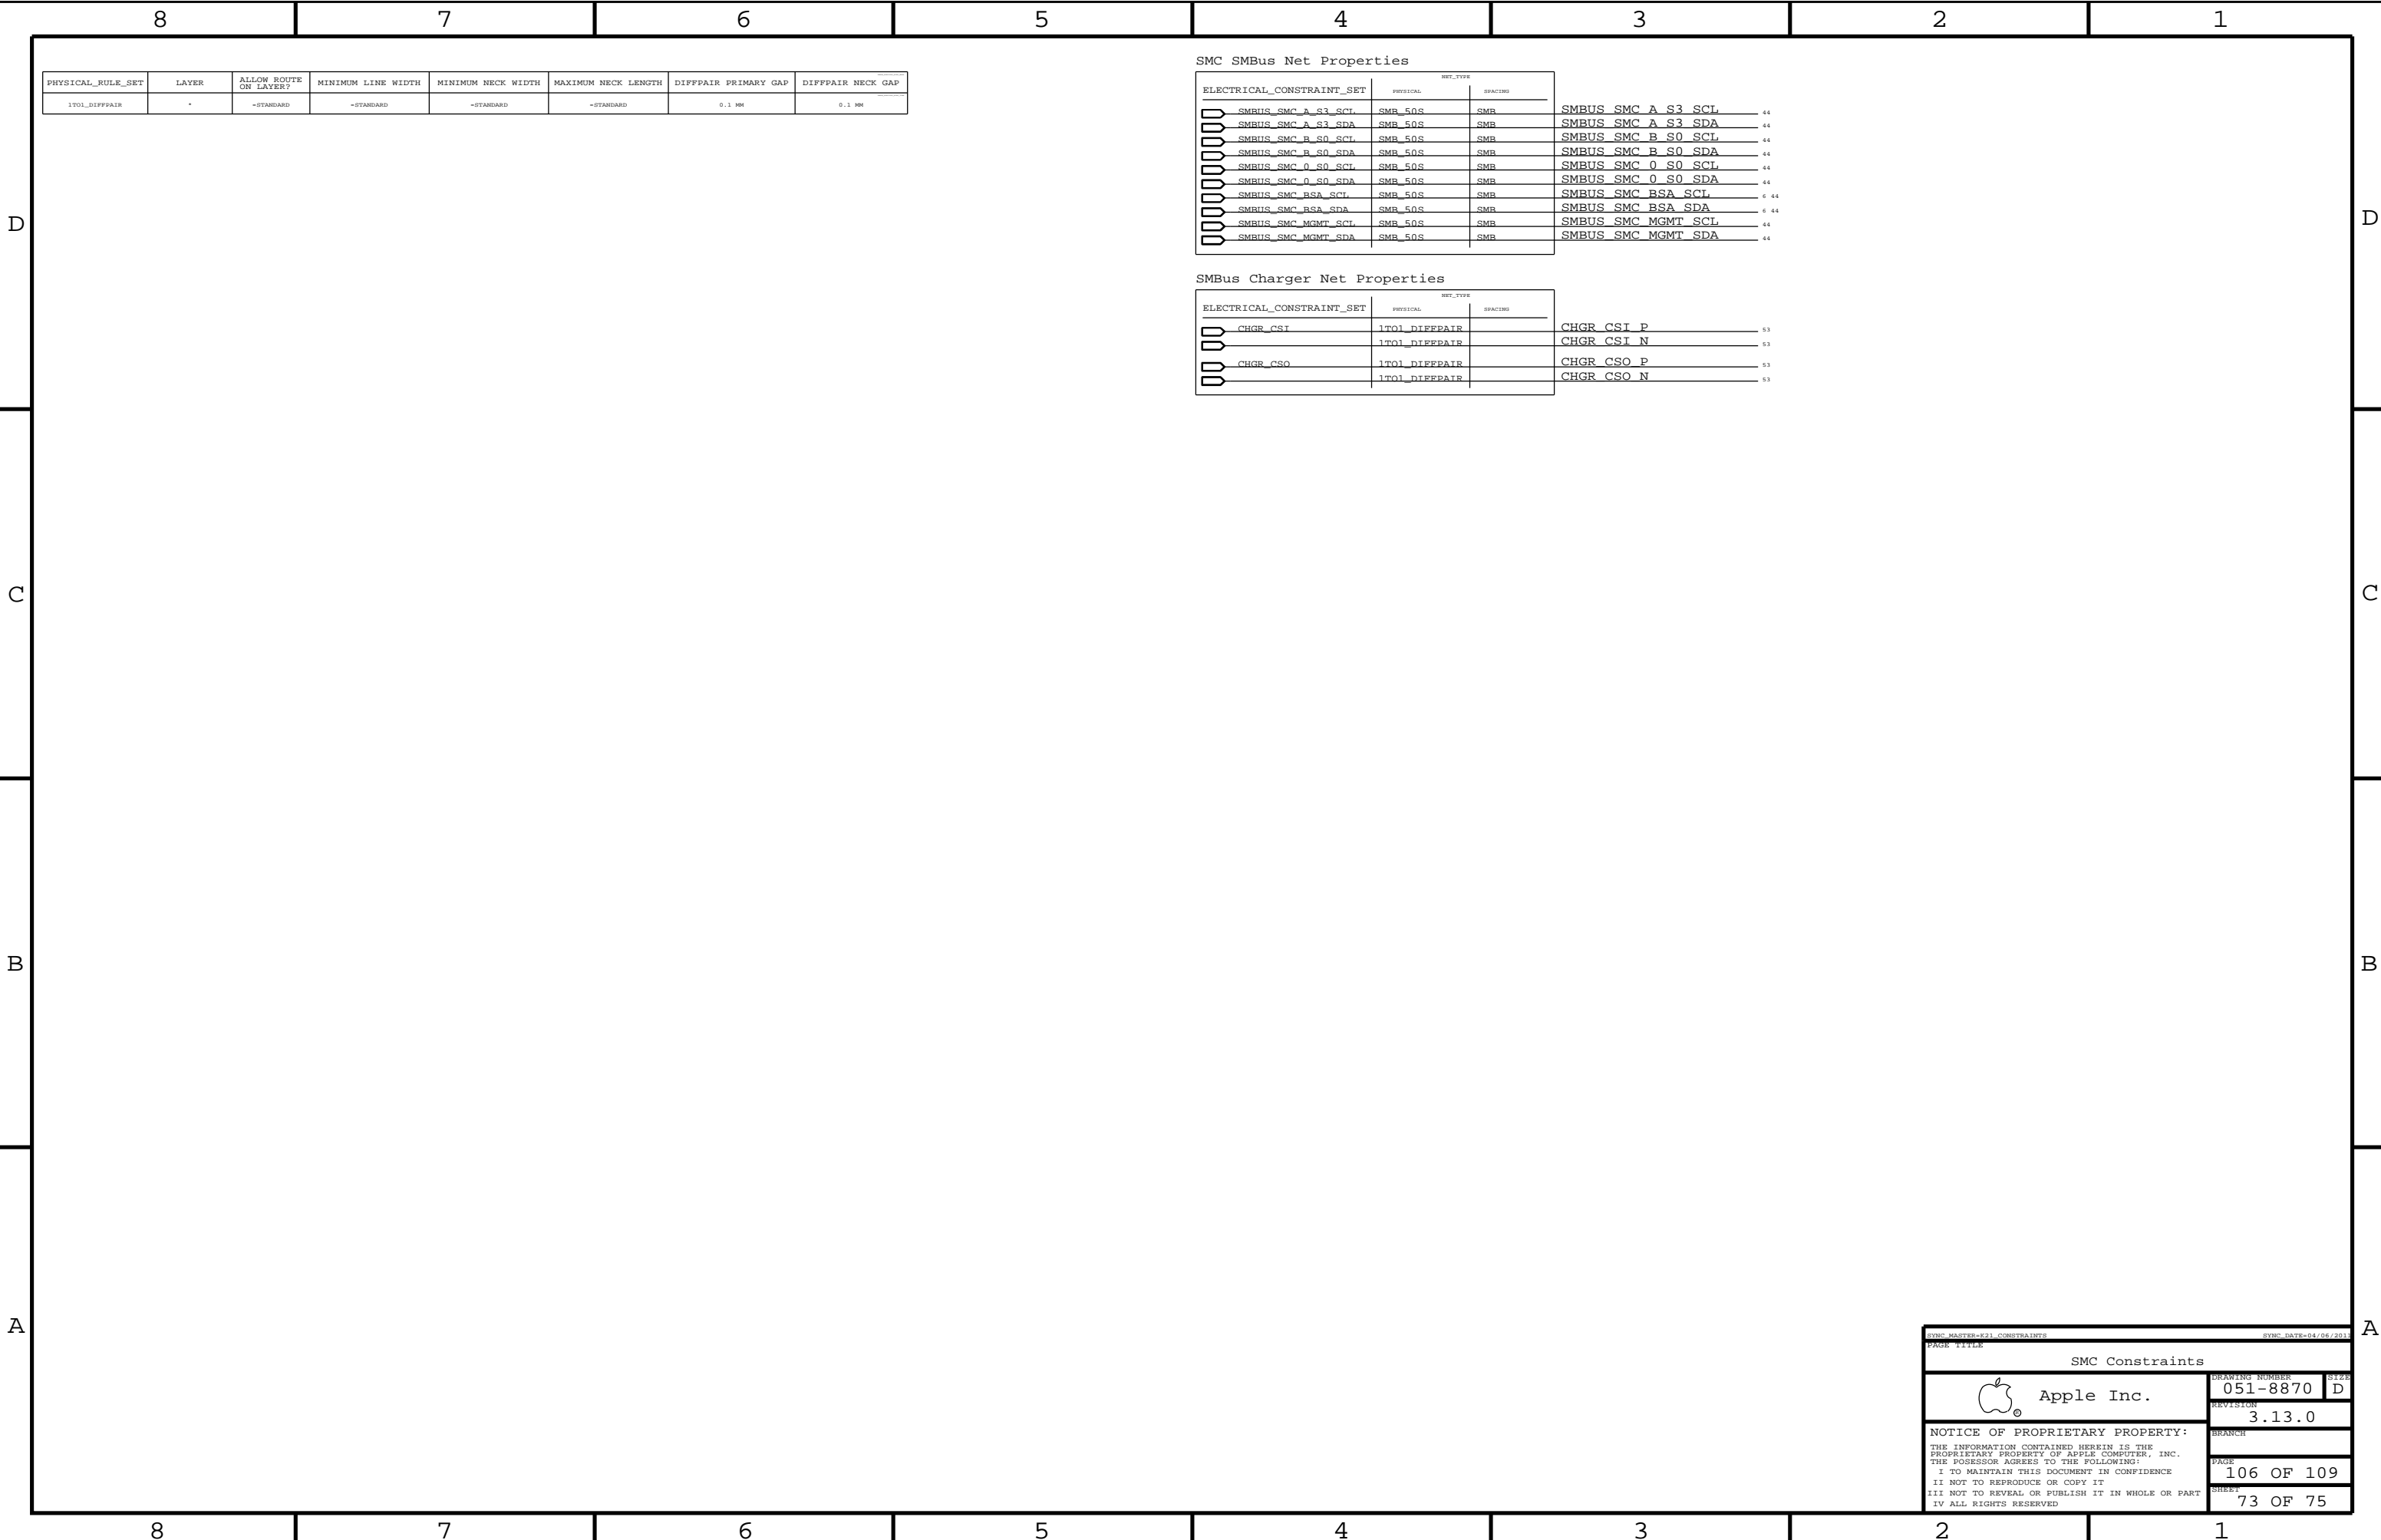 8 7 6 5 4 3 2 1
PHYSICAL_RULE_SET LAYER ALLOW ROUTE ON LAYER? MINIMUM LINE WIDTH MINIMUM NECK WIDTH MAXIMUM NECK LENGTH DIFFPAIR PRIMARY GAP DIFFPAIR NECK GAP
1TO1_DIFFPAIR * =STANDARD =STANDARD =STANDARD =STANDARD 0.1 MM 0.1 MM
SMC SMBus Net Properties
NET_TYPE
ELECTRICAL_CONSTRAINT_SET PHYSICAL SPACING
SMBUS_SMC_A_S3_SCL SMB_50S SMB SMBUS_SMC_A_S3_SCL 44
SMBUS_SMC_A_S3_SDA SMB_50S SMB SMBUS_SMC_A_S3_SDA 44
SMBUS_SMC_B_S0_SCL SMB_50S SMB SMBUS_SMC_B_S0_SCL 44
SMBUS_SMC_B_S0_SDA SMB_50S SMB SMBUS_SMC_B_S0_SDA 44
SMBUS_SMC_0_S0_SCL SMB_50S SMB SMBUS_SMC_0_S0_SCL 44
SMBUS_SMC_0_S0_SDA SMB_50S SMB SMBUS_SMC_0_S0_SDA 44
SMBUS_SMC_BSA_SCL SMB_50S SMB SMBUS_SMC_BSA_SCL 6 44
SMBUS_SMC_BSA_SDA SMB_50S SMB SMBUS_SMC_BSA_SDA 6 44
SMBUS_SMC_MGMT_SCL SMB_50S SMB SMBUS_SMC_MGMT_SCL 44
SMBUS_SMC_MGMT_SDA SMB_50S SMB SMBUS_SMC_MGMT_SDA 44
D D
SMBus Charger Net Properties
NET_TYPE
ELECTRICAL_CONSTRAINT_SET PHYSICAL SPACING
CHGR_CSI 1TO1_DIFFPAIR CHGR_CSI_P 53
1TO1_DIFFPAIR CHGR_CSI_N 53
CHGR_CSO 1TO1_DIFFPAIR CHGR_CSO_P 53
1TO1_DIFFPAIR CHGR_CSO_N 53
C C
B B
A A
SYNC_MASTER=K21_CONSTRAINTS SYNC_DATE=04/06/2011
PAGE TITLE
SMC Constraints
Apple Inc.
®
DRAWING NUMBER SIZE
051-8870 D
REVISION
3.13.0
NOTICE OF PROPRIETARY PROPERTY:
THE INFORMATION CONTAINED HEREIN IS THE
PROPRIETARY PROPERTY OF APPLE COMPUTER, INC.
THE POSESSOR AGREES TO THE FOLLOWING:
I TO MAINTAIN THIS DOCUMENT IN CONFIDENCE
II NOT TO REPRODUCE OR COPY IT
III NOT TO REVEAL OR PUBLISH IT IN WHOLE OR PART
IV ALL RIGHTS RESERVED
BRANCH
PAGE
106 OF 109
SHEET
73 OF 75
8 7 6 5 4 3 2 1